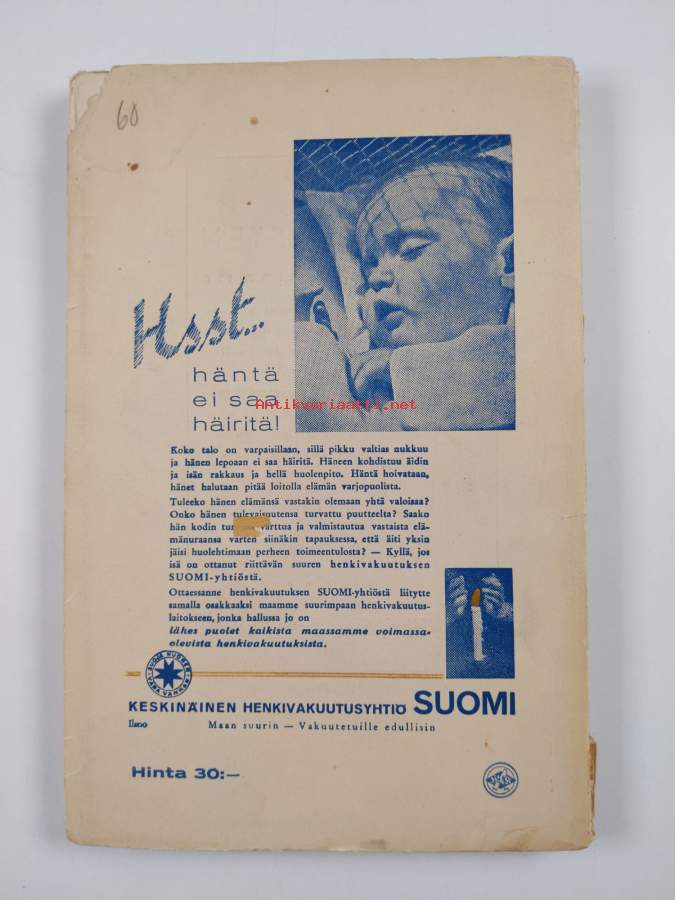 60
Hsst...
häntä
ei saa
häiritä!
Antikvariaatti.net
Koko talo on varpaisillaan, sillä pikku valtias nukkuu
ja hänen lepoaan ei saa häiritä. Häneen kohdistuu äidin
ja isän rakkaus ja hellä huolenpito. Häntä hoivataan,
hänet halutaan pitää loitolla elämän varjopuolista.
Tuleeko hänen elämänsä vastakin olemaan yhtä valoisaa?
Onko hänen tulevaisuutensa turvattu puutteelta? Saako
hän kodin varttua ja valmistautua vastaista elä-
mänuraansa varten siinäkin tapauksessa, että äiti yksin
jäisi huolehtimaan perheen toimeentulosta? — Kyllä, jos
isä on ottanut riittävän suuren henkivakuutuksen
SUOMI-yhtiöstä.
Ottaessanne henkivakuutuksen SUOMI-yhtiöstä liitytte
samalla osakkaaksi maamme suurimpaan henkivakuutus-
laitokseen, jonka hallussa jo on
lähes puolet kaikista maassamme voimassa-
olevista henkivakuutuksista.
KESKINÄINEN HENKIVAKUUTUSYHTIÖ SUOMI
Ilsoo Maan suurin — Vakuutetuille edullisin
Hinta 30:—